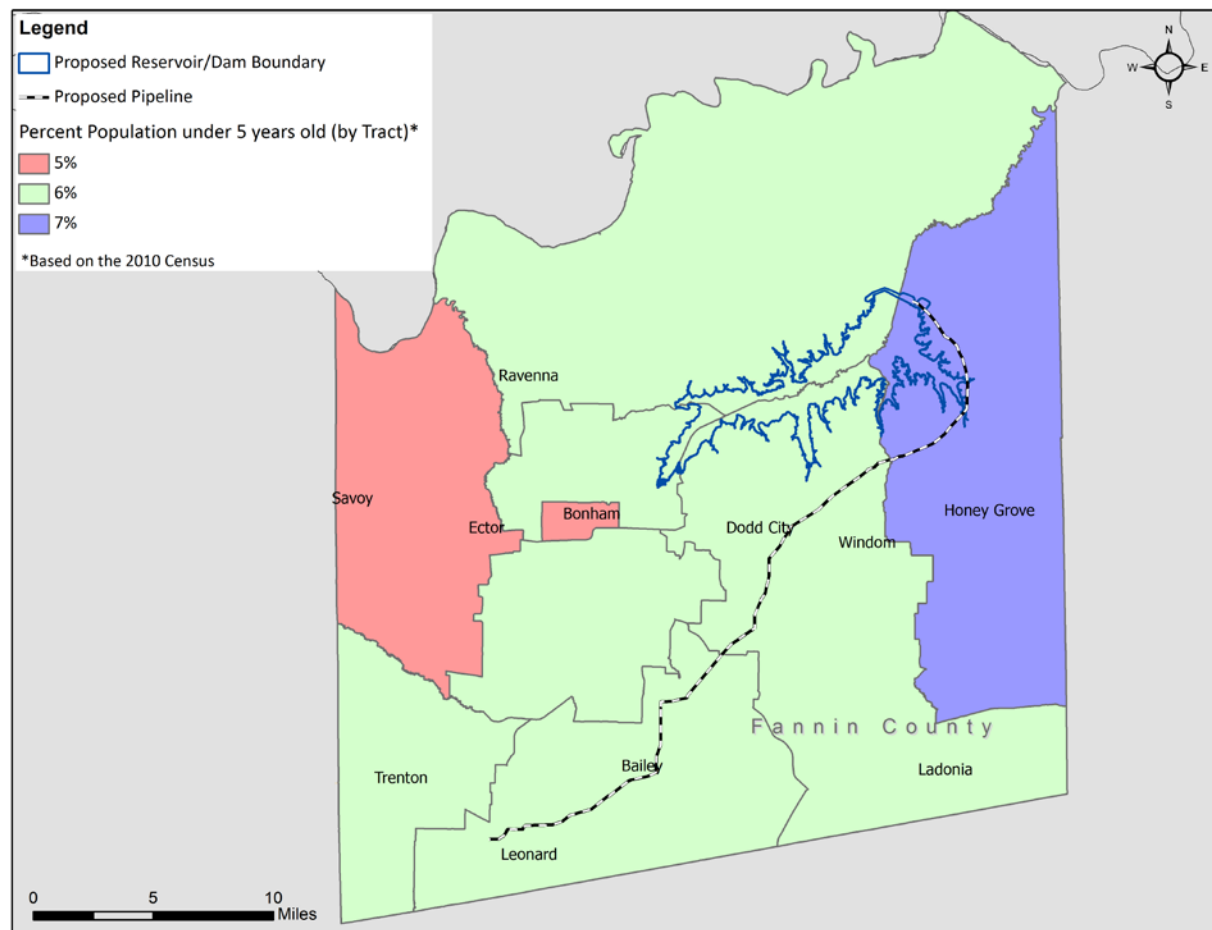 Legend
Proposed Reservoir/Dam Boundary
Proposed Pipeline
Percent Population under 5 years old (by Tract)*
5%
6%
7%
*Based on the 2010 Census
N
W E
S
Ravenna
Savoy
Ector
Bonham
Dodd City
Windom
Honey Grove
Fannin County
Trenton
Bailey
Ladonia
Leonard
0 5 10
Miles